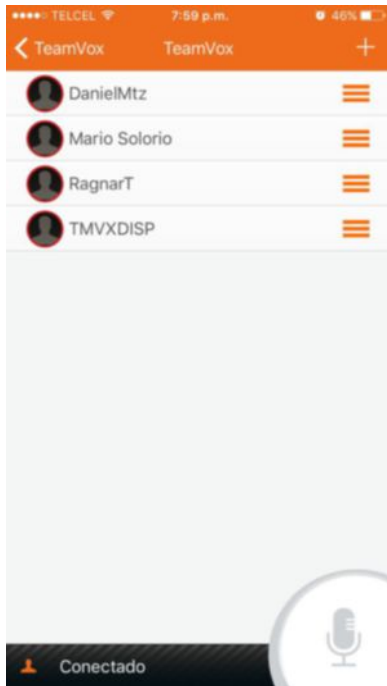 TELCEL 7:59 p.m. 46%
TeamVox TeamVox +
DanielMtz
Mario Solorio
RagnarT
TMVXDISP
Conectado